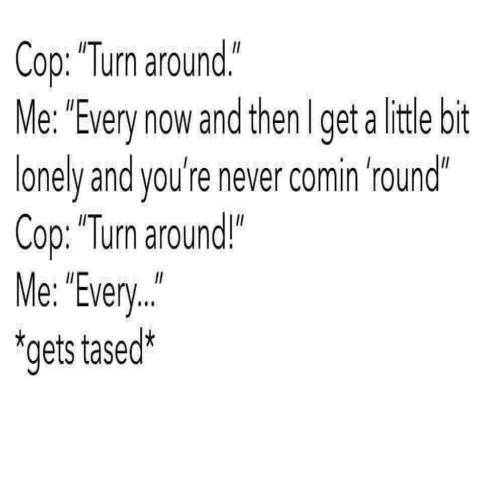 Cop: "Turn around."
Me: "Every now and then I get a little bit
lonely and you're never comin 'round"
Cop: "Turn around!"
Me: "Every..."
*gets tased*